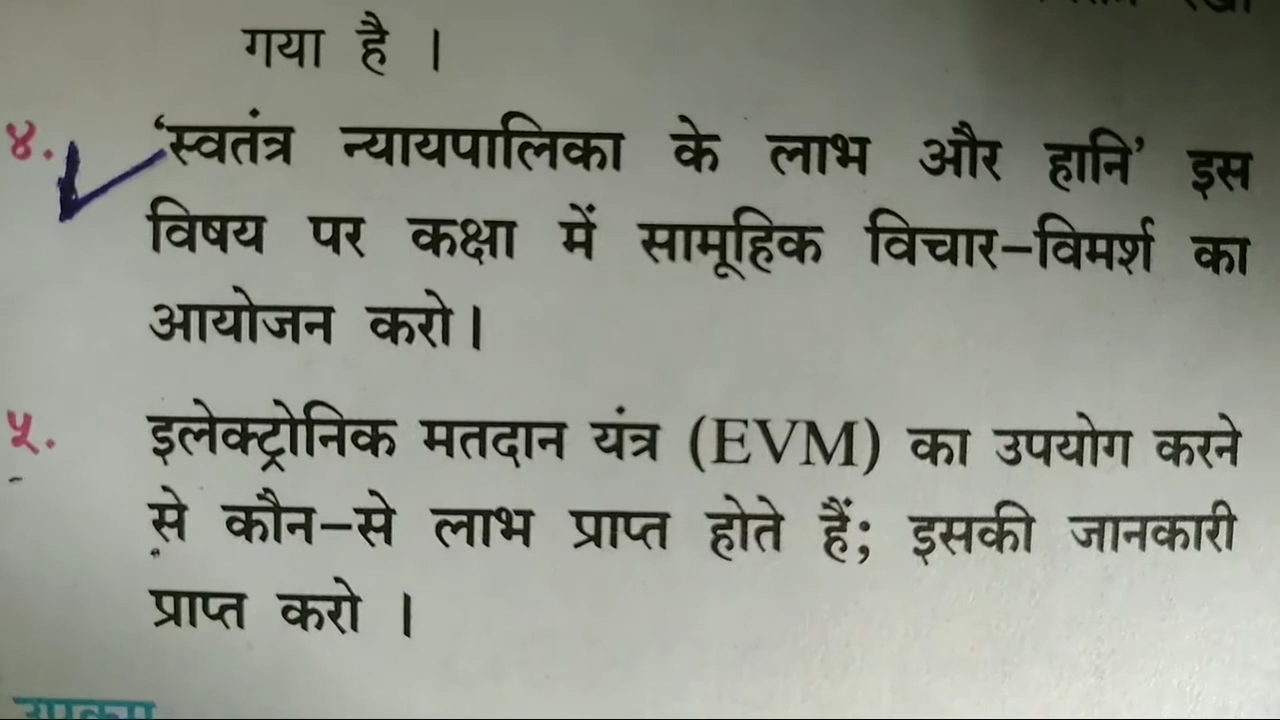 गया है ।
४. ‘स्वतंत्र न्यायपालिका के लाभ और हानि’ इस
विषय पर कक्षा में सामूहिक विचार-विमर्श का
आयोजन करो।
५. इलेक्ट्रोनिक मतदान यंत्र (EVM) का उपयोग करने
से कौन-से लाभ प्राप्त होते हैं; इसकी जानकारी
प्राप्त करो ।